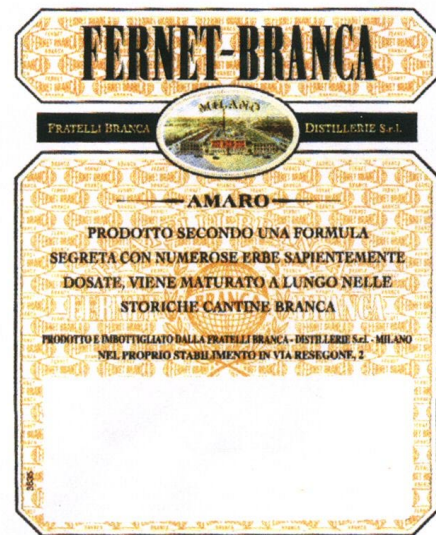 FERNET-BRANCA
MILANO
FRATELLI BRANCA DISTILLERIE S.r.l.
AMARO
PRODOTTO SECONDO UNA FORMULA
SEGRETA CON NUMEROSE ERBE SAPIENTEMENTE
DOSATE, VIENE MATURATO A LUNGO NELLE
STORICHE CANTINE BRANCA
PRODOTTO E IMBOTTIGLIATO DALLA FRATELLI BRANCA - DISTILLERIE S.r.l. - MILANO
NEL PROPRIO STABILIMENTO IN VIA RESEGONE, 2